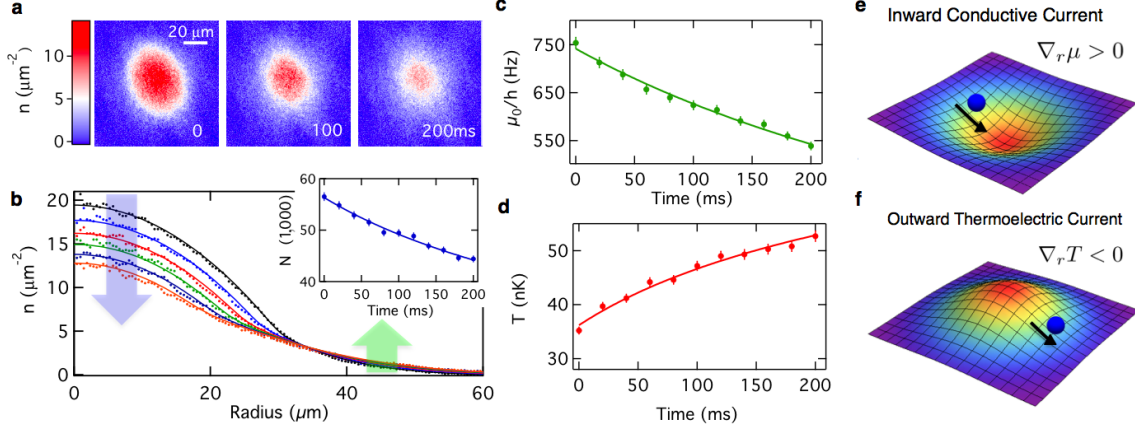 a
n (μm⁻²)
10
5
0
20 μm
0
100
200ms
b
n (μm⁻²)
20
15
10
5
0
0
20
40
60
Radius (μm)
N (1,000)
60
50
40
0
50
100
150
200
Time (ms)
c
μ₀/h (Hz)
750
650
550
0
50
100
150
200
Time (ms)
d
T (nK)
50
40
30
0
50
100
150
200
Time (ms)
e
Inward Conductive Current
∇ᵣμ > 0
f
Outward Thermoelectric Current
∇ᵣT < 0